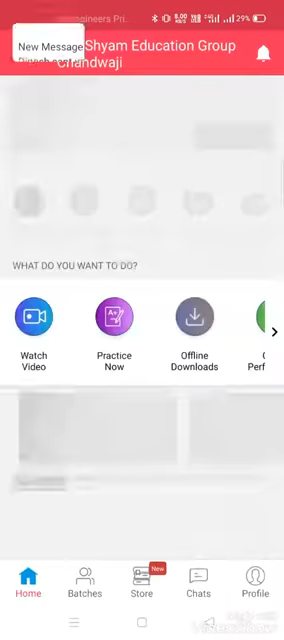 29%
New Message
Shyam Education Group
Chandwaji
WHAT DO YOU WANT TO DO?
Watch
Video
Practice
Now
Offline
Downloads
New
Home
Batches
Store
Chats
Profile